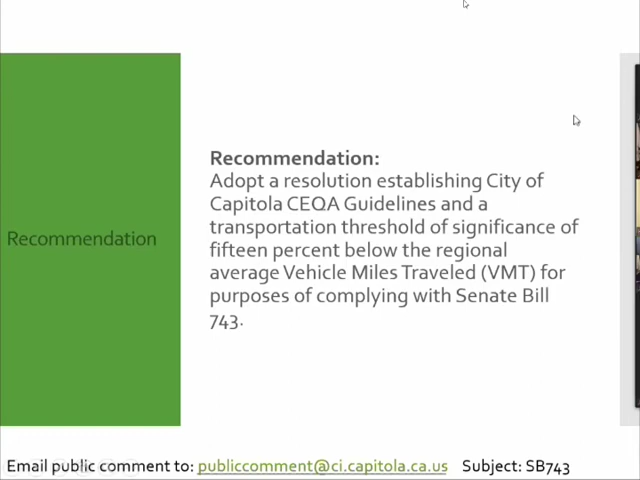 Recommendation
Recommendation:
Adopt a resolution establishing City of
Capitola CEQA Guidelines and a
transportation threshold of significance of
fifteen percent below the regional
average Vehicle Miles Traveled (VMT) for
purposes of complying with Senate Bill
743.
Email public comment to: publiccomment@ci.capitola.ca.us Subject: SB743